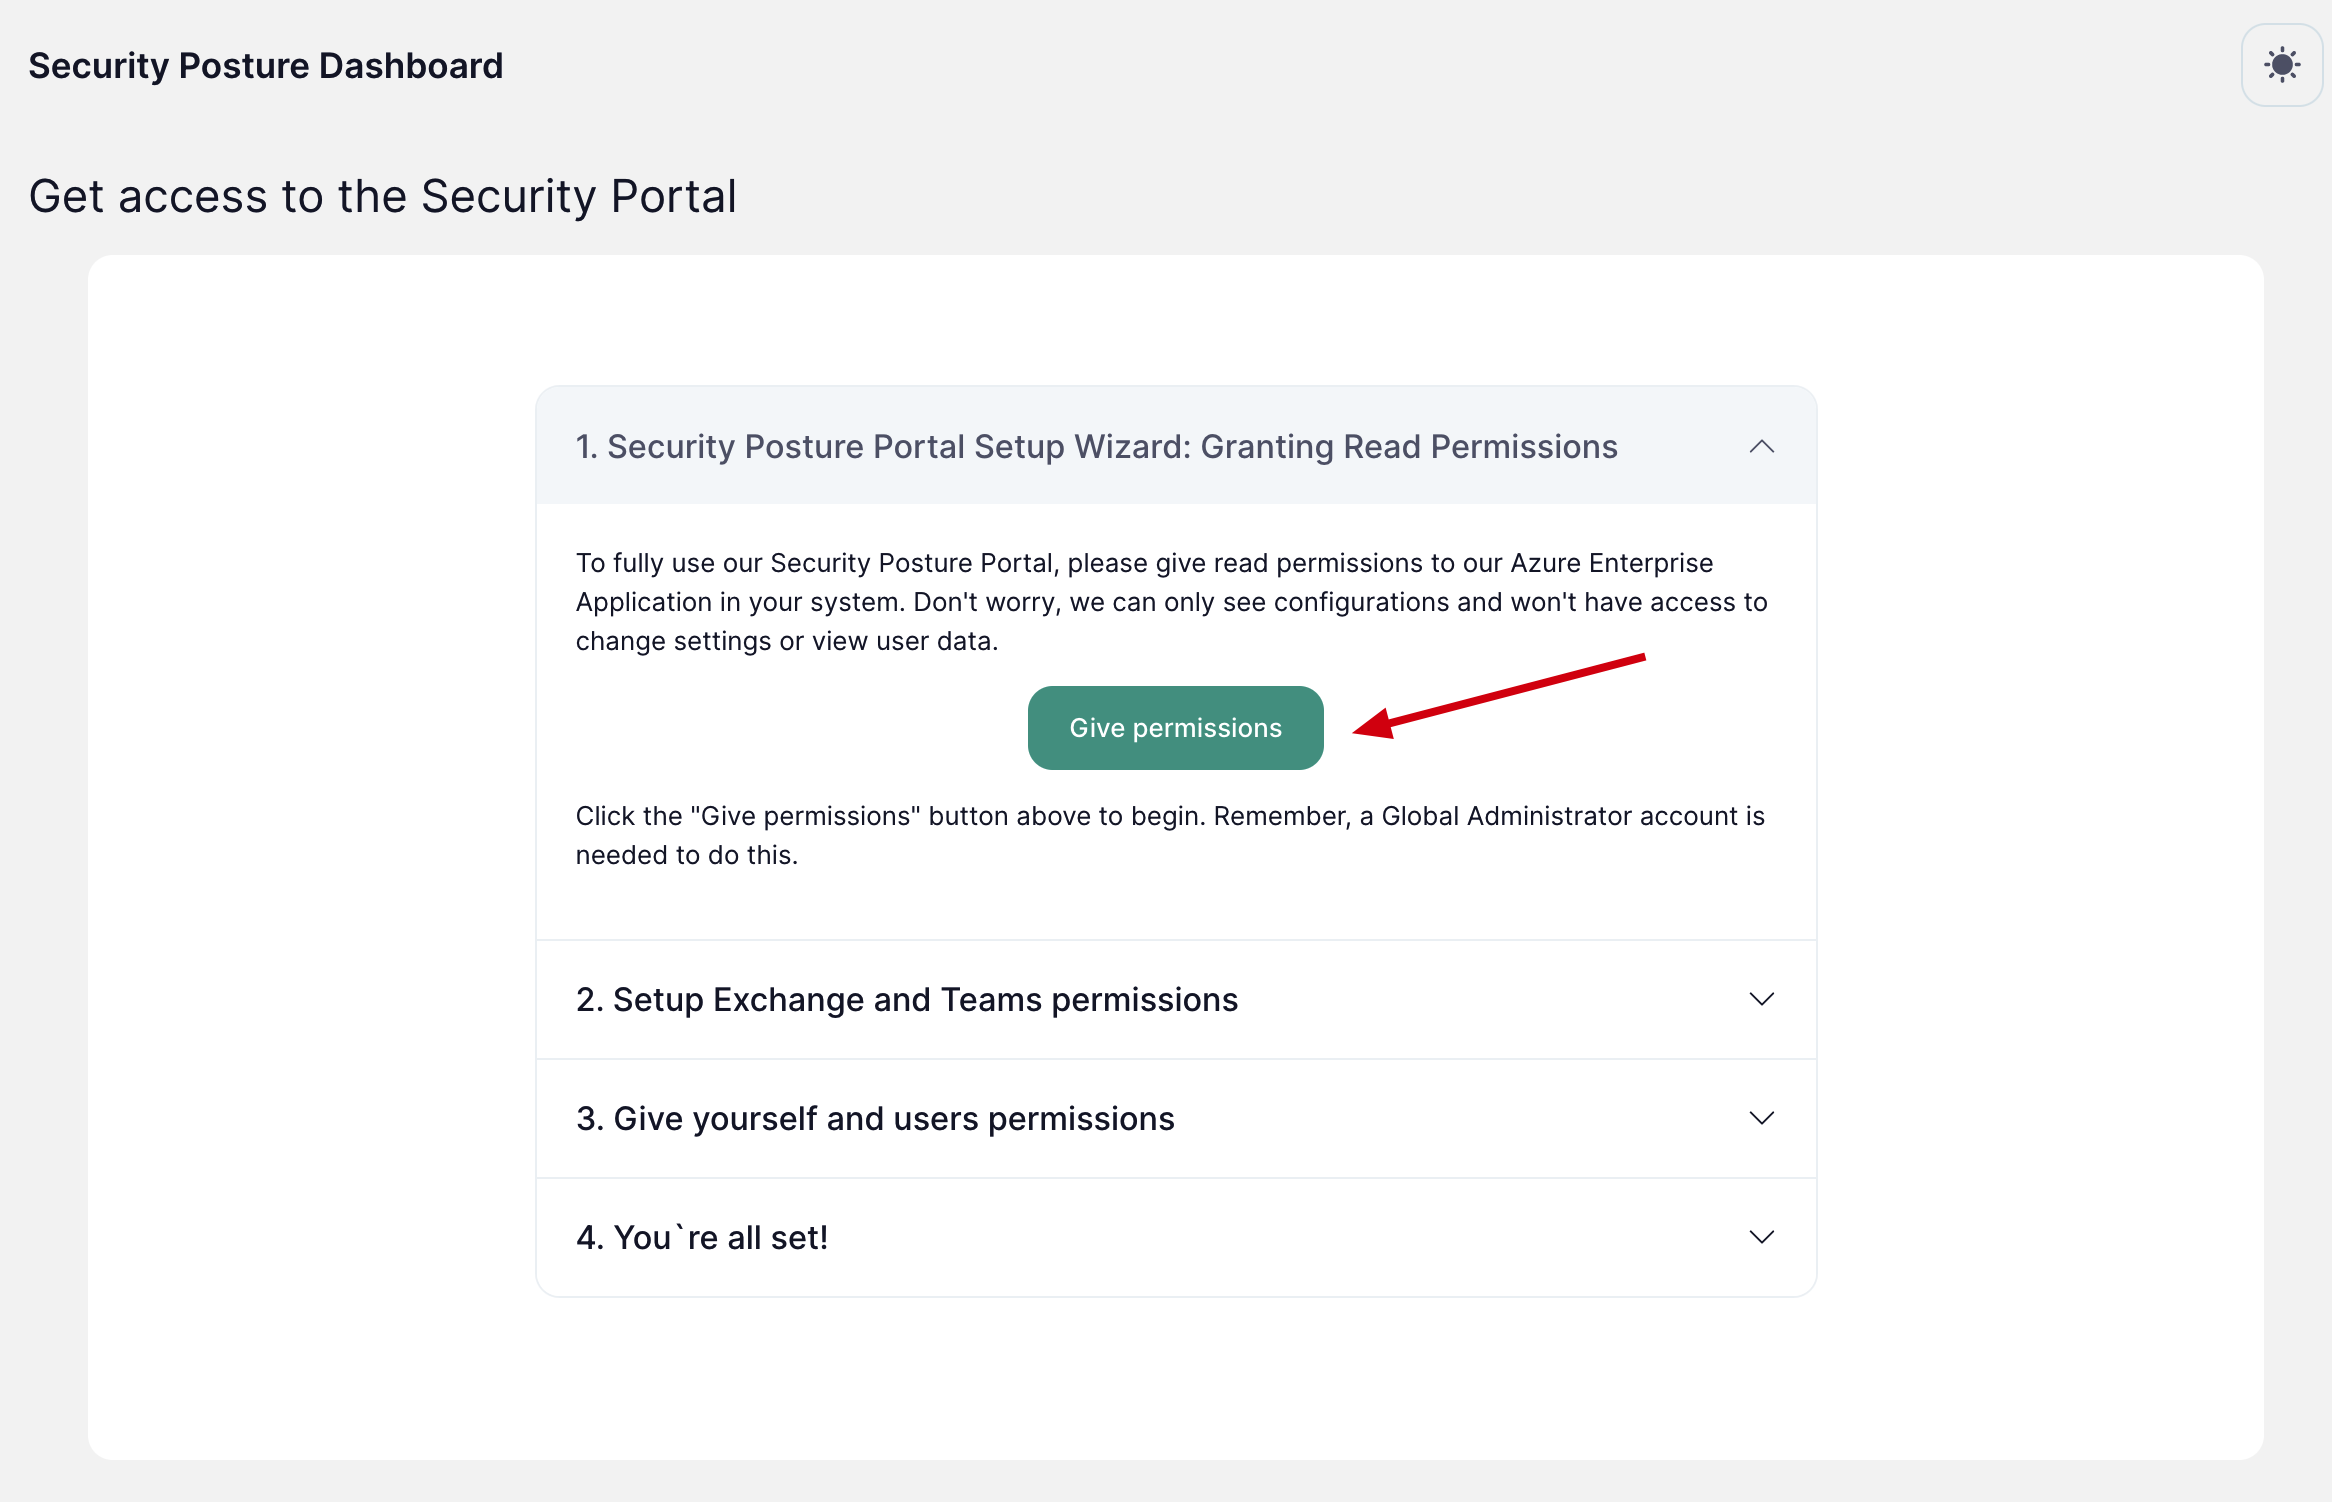 Security Posture Dashboard
Get access to the Security Portal
1. Security Posture Portal Setup Wizard: Granting Read Permissions
To fully use our Security Posture Portal, please give read permissions to our Azure Enterprise
Application in your system. Don't worry, we can only see configurations and won't have access to
change settings or view user data.
Give permissions
Click the "Give permissions" button above to begin. Remember, a Global Administrator account is
needed to do this.
2. Setup Exchange and Teams permissions
3. Give yourself and users permissions
4. You`re all set!